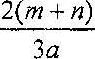 2(m + n)
3a